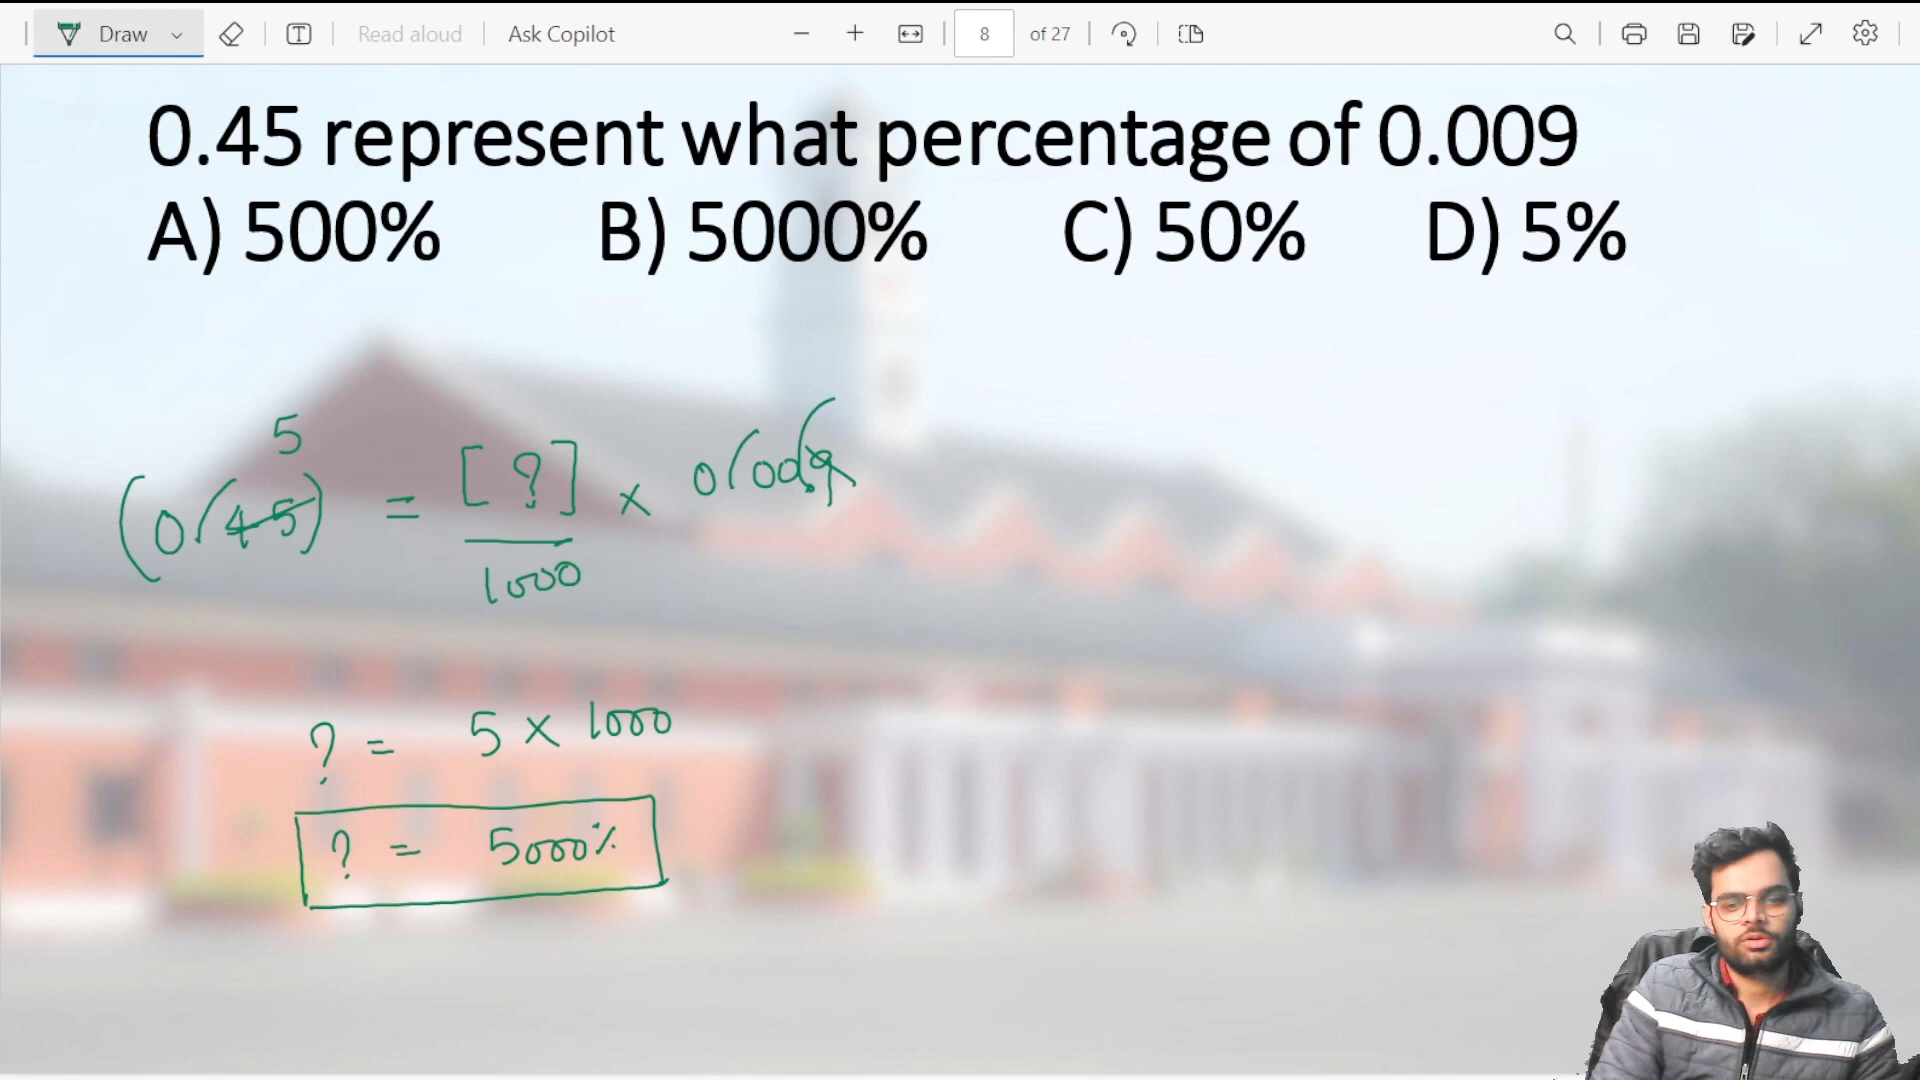 Draw Read aloud Ask Copilot 8 of 27
0.45 represent what percentage of 0.009
A) 500% B) 5000% C) 50% D) 5%
5
(0.45) = [ ? ] × 0.009
1000
? = 5 × 1000
? = 5000%